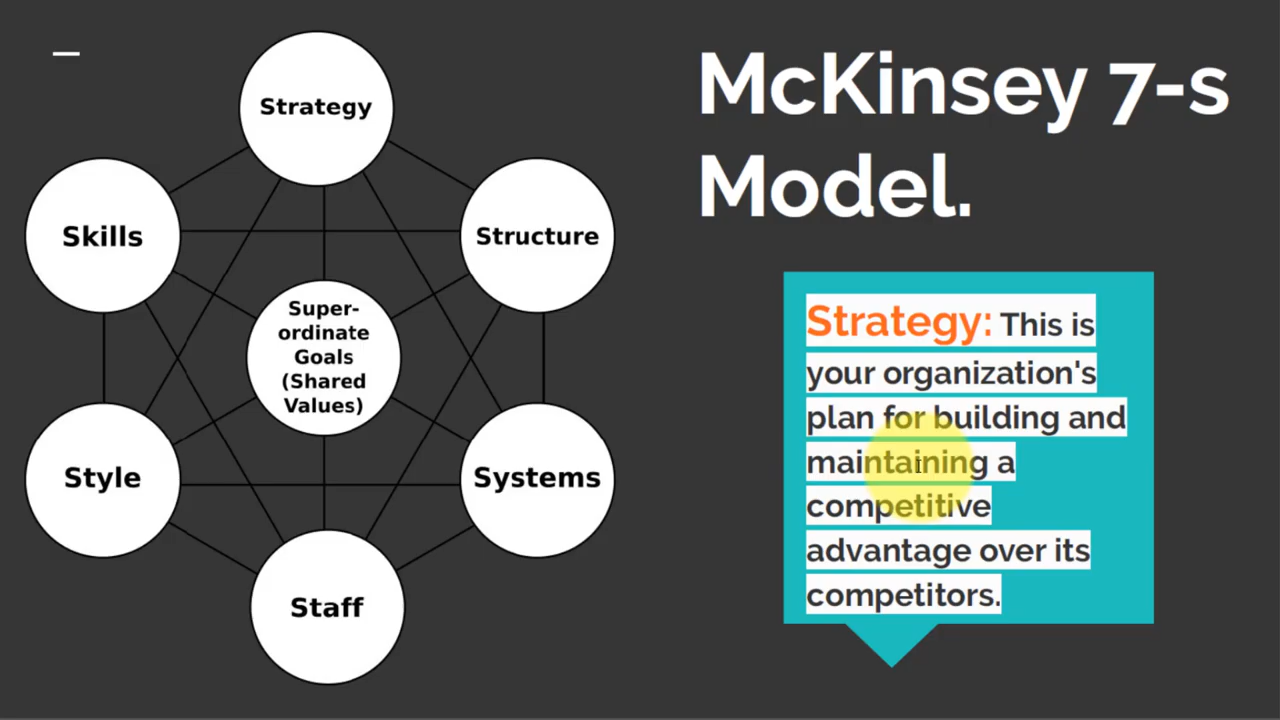 McKinsey 7-s
Model.
Strategy
Skills
Structure
Super-
ordinate
Goals
(Shared
Values)
Style
Systems
Staff
Strategy: This is
your organization's
plan for building and
maintaining a
competitive
advantage over its
competitors.